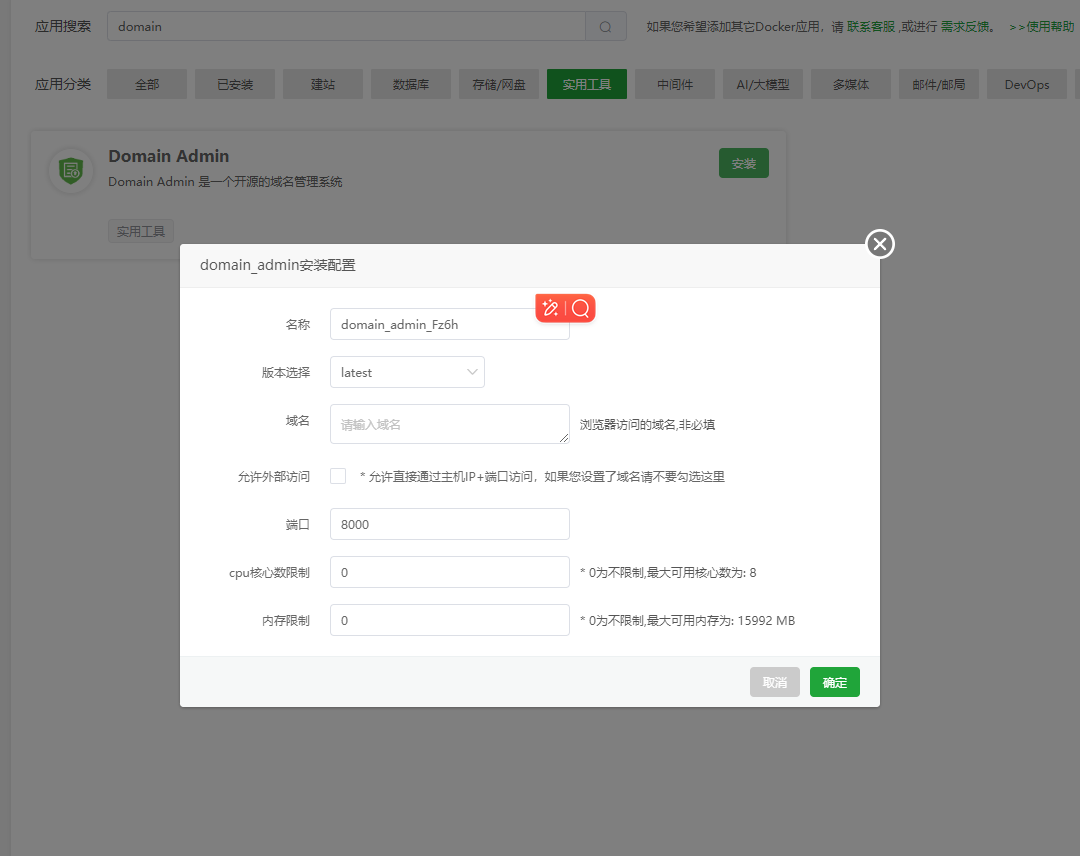 应用搜索 domain 如果您希望添加其它Docker应用，请 联系客服 ,或进行 需求反馈。 >>使用帮助
应用分类 全部 已安装 建站 数据库 存储/网盘 实用工具 中间件 AI/大模型 多媒体 邮件/邮局 DevOps
Domain Admin
安装
Domain Admin 是一个开源的域名管理系统
实用工具
domain_admin安装配置
名称 domain_admin_Fz6h
版本选择 latest
域名 请输入域名 浏览器访问的域名,非必填
允许外部访问 * 允许直接通过主机IP+端口访问，如果您设置了域名请不要勾选这里
端口 8000
cpu核心数限制 0 * 0为不限制,最大可用核心数为: 8
内存限制 0 * 0为不限制,最大可用内存为: 15992 MB
取消 确定